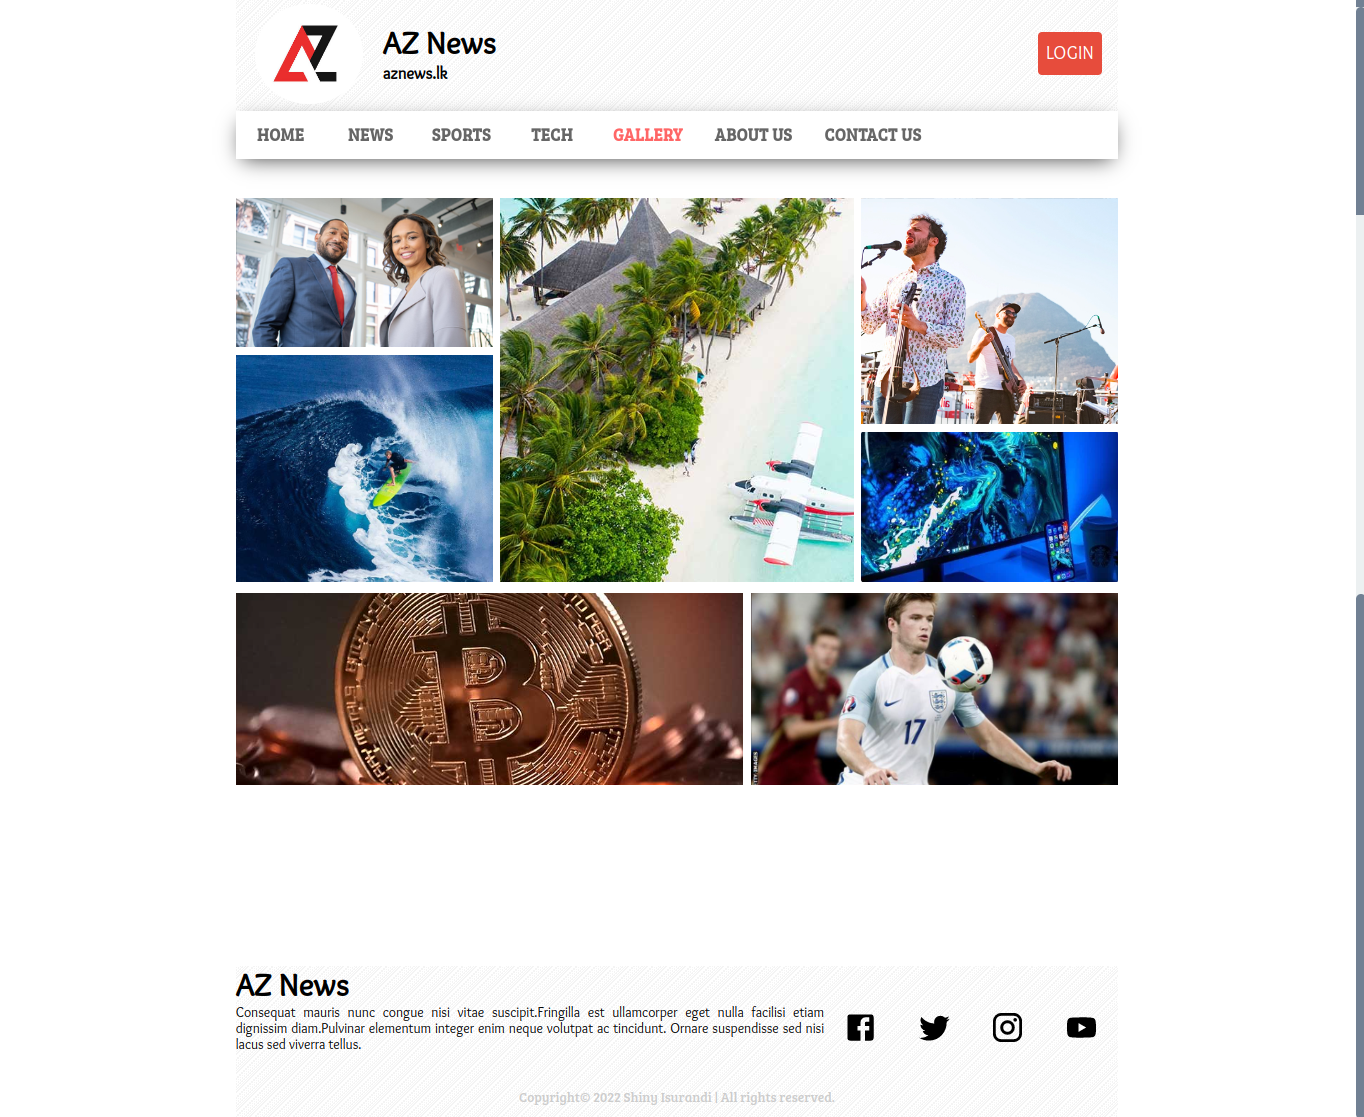 AZ
AZ News
aznews.lk
LOGIN
HOME NEWS SPORTS TECH GALLERY ABOUT US CONTACT US
B
17
AZ News
Consequat mauris nunc congue nisi vitae suscipit.Fringilla est ullamcorper eget nulla facilisi etiam
dignissim diam.Pulvinar elementum integer enim neque volutpat ac tincidunt. Ornare suspendisse sed nisi
lacus sed viverra tellus.
Copyright© 2022 Shiny Isurandi | All rights reserved.